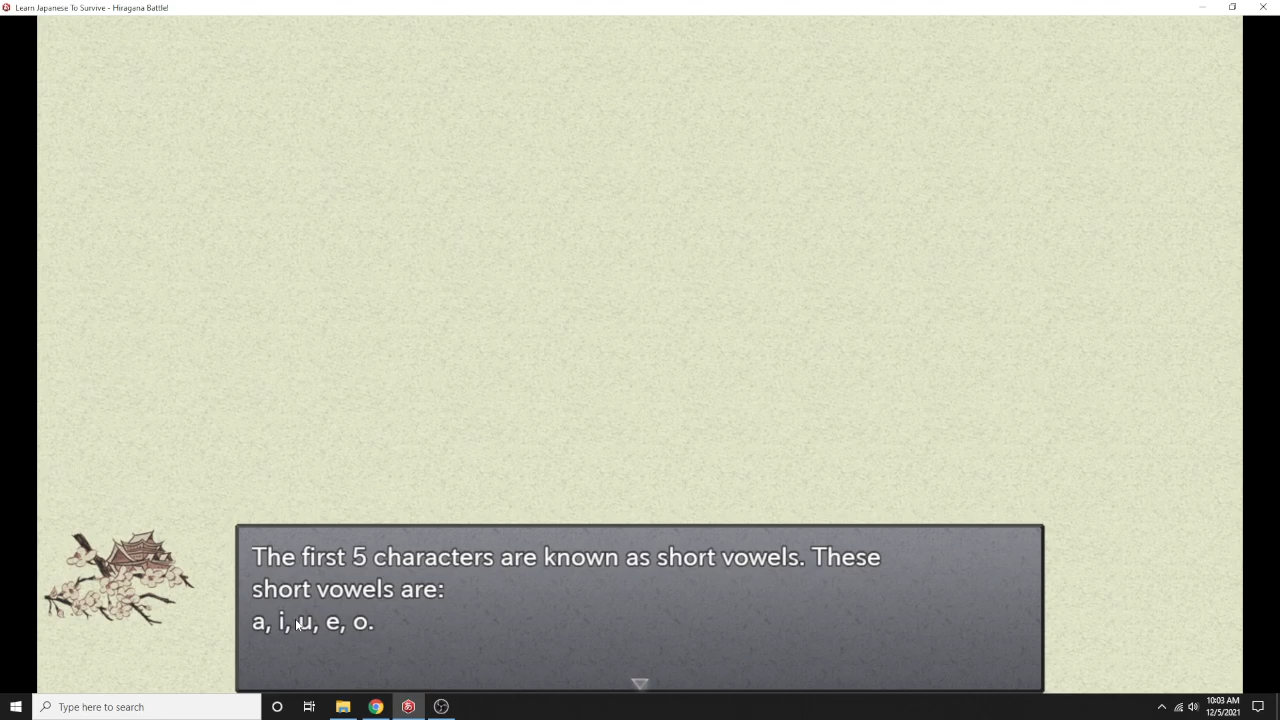 Learn Japanese To Survive - Hiragana Battle!
The first 5 characters are known as short vowels. These
short vowels are:
a, i, u, e, o.
Type here to search
10:03 AM
12/5/2021